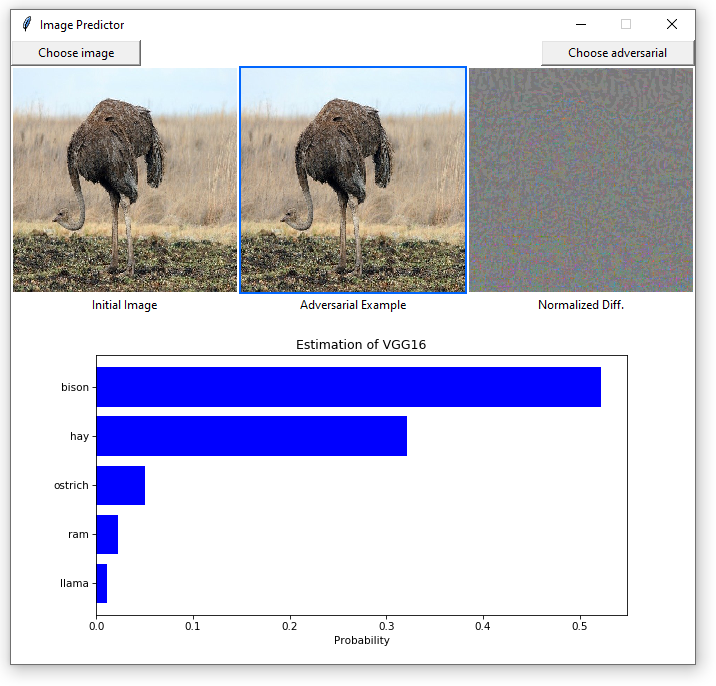 Image Predictor
Choose image
Choose adversarial
Initial Image
Adversarial Example
Normalized Diff.
Estimation of VGG16
bison
hay
ostrich
ram
llama
0.0 0.1 0.2 0.3 0.4 0.5
Probability